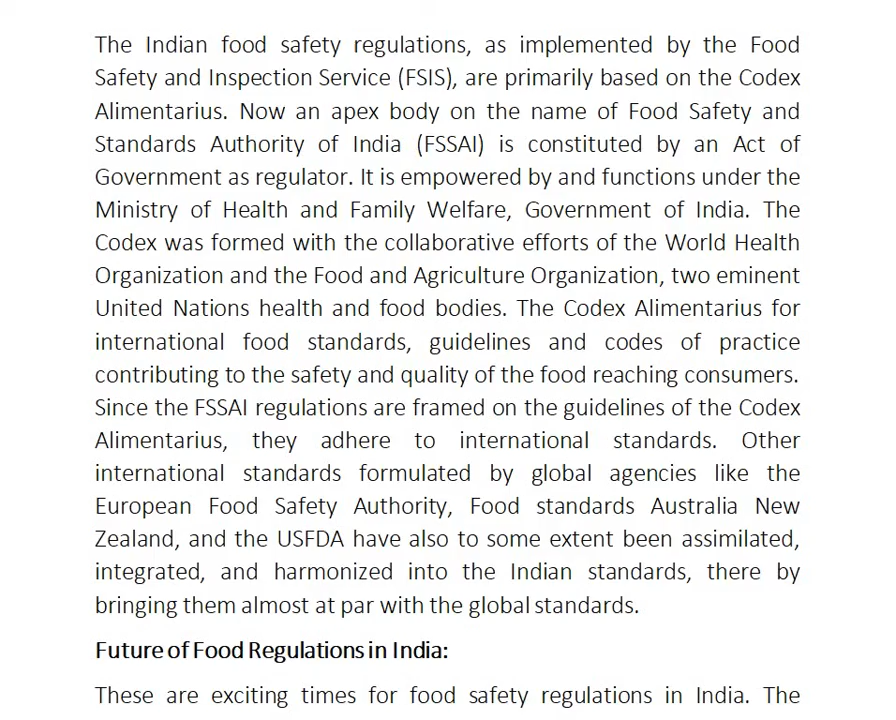 The Indian food safety regulations, as implemented by the Food
Safety and Inspection Service (FSIS), are primarily based on the Codex
Alimentarius. Now an apex body on the name of Food Safety and
Standards Authority of India (FSSAI) is constituted by an Act of
Government as regulator. It is empowered by and functions under the
Ministry of Health and Family Welfare, Government of India. The
Codex was formed with the collaborative efforts of the World Health
Organization and the Food and Agriculture Organization, two eminent
United Nations health and food bodies. The Codex Alimentarius for
international food standards, guidelines and codes of practice
contributing to the safety and quality of the food reaching consumers.
Since the FSSAI regulations are framed on the guidelines of the Codex
Alimentarius, they adhere to international standards. Other
international standards formulated by global agencies like the
European Food Safety Authority, Food standards Australia New
Zealand, and the USFDA have also to some extent been assimilated,
integrated, and harmonized into the Indian standards, there by
bringing them almost at par with the global standards.
Future of Food Regulations in India:
These are exciting times for food safety regulations in India. The